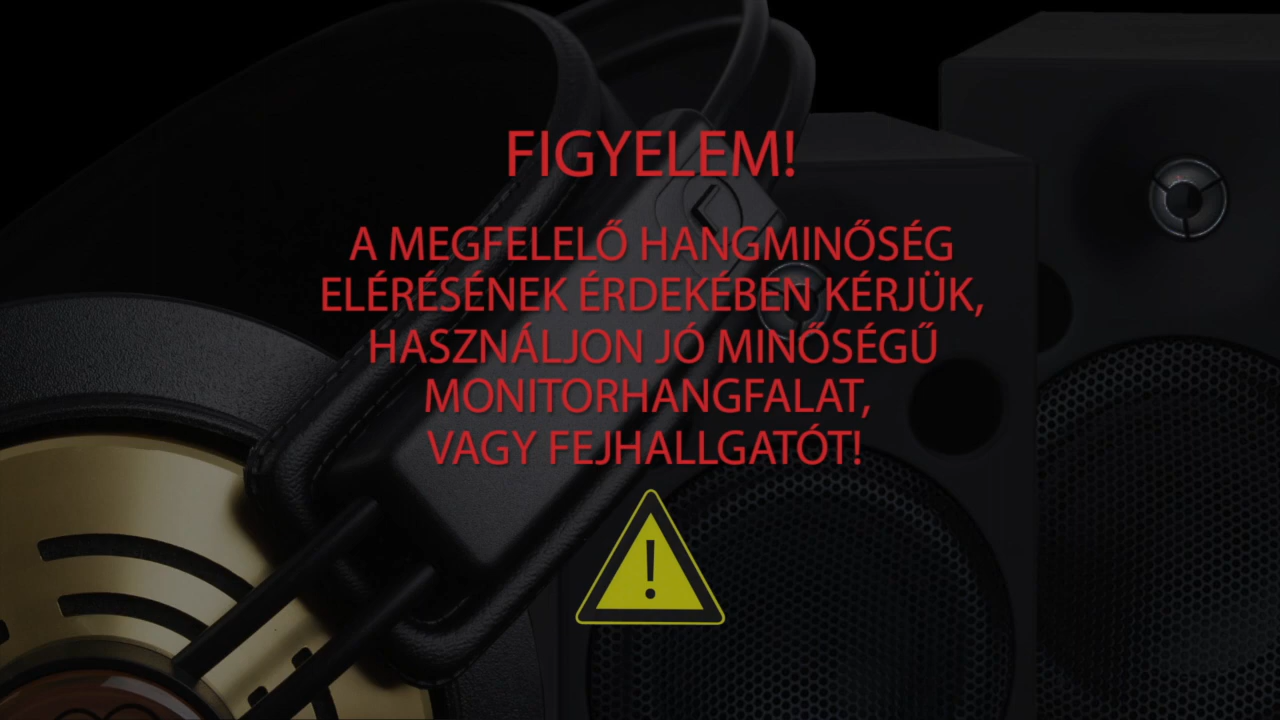 FIGYELEM!
A MEGFELELŐ HANGMINŐSÉG
ELÉRÉSÉNEK ÉRDEKÉBEN KÉRJÜK,
HASZNÁLJON JÓ MINŐSÉGŰ
MONITORHANGFALAT,
VAGY FEJHALLGATÓT!
!